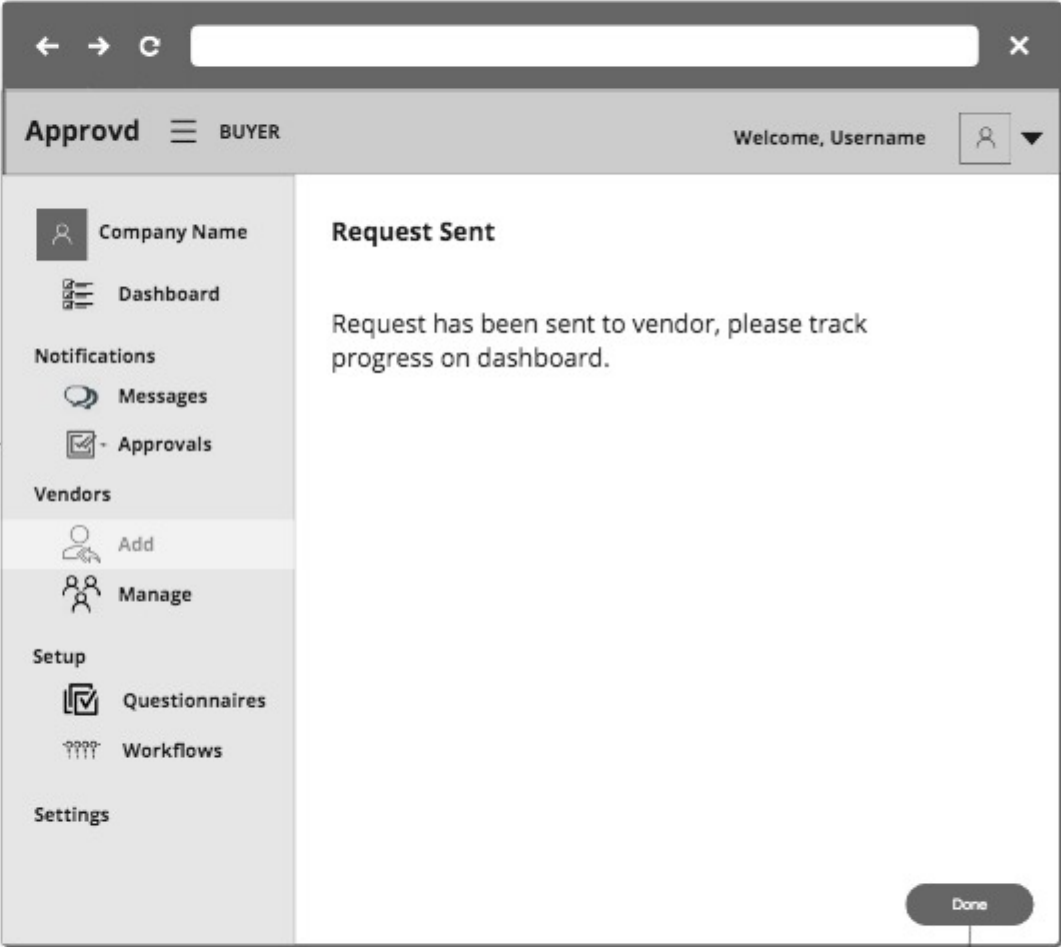 Approvd BUYER Welcome, Username
Company Name
Dashboard
Notifications
Messages
Approvals
Vendors
Add
Manage
Setup
Questionnaires
Workflows
Settings
Request Sent
Request has been sent to vendor, please track
progress on dashboard.
Done